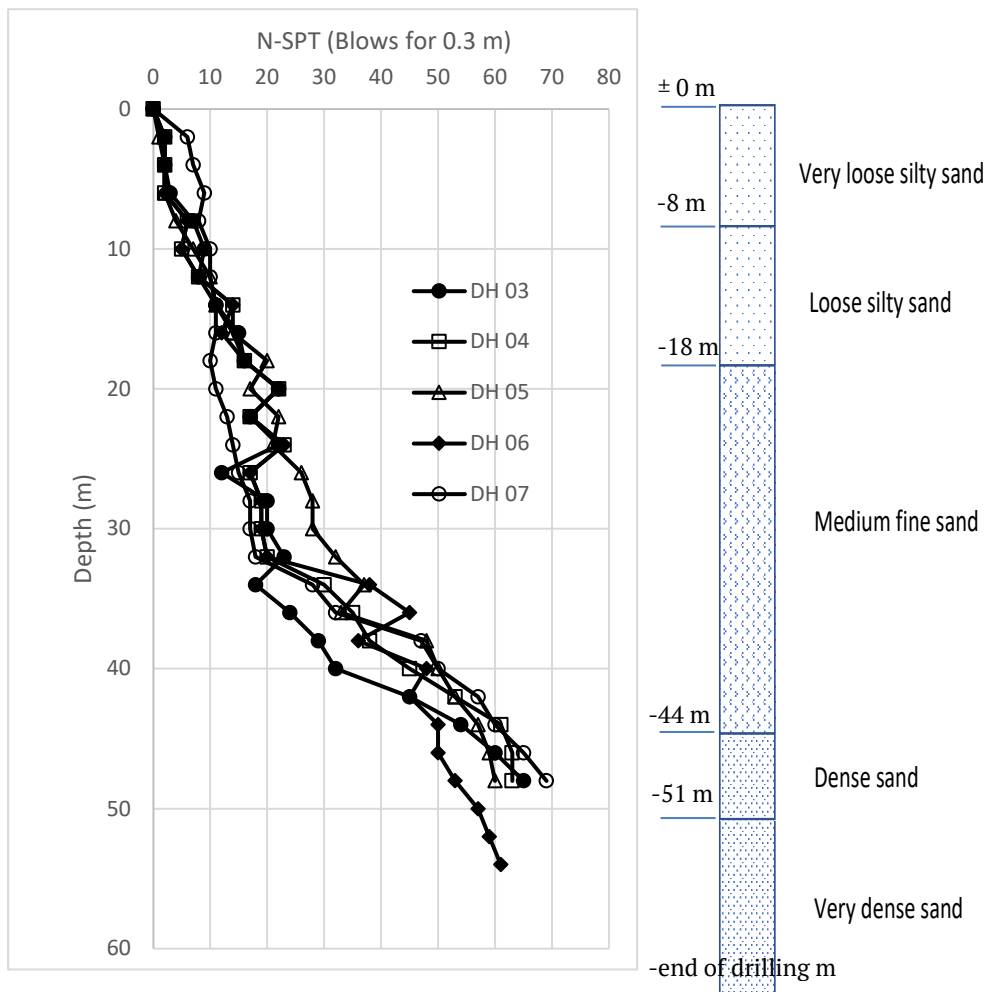 N-SPT (Blows for 0.3 m)
0 10 20 30 40 50 60 70 80
0
10
20
30
40
50
60
Depth (m)
DH 03
DH 04
DH 05
DH 06
DH 07
± 0 m
Very loose silty sand
-8 m
Loose silty sand
-18 m
Medium fine sand
-44 m
Dense sand
-51 m
Very dense sand
-end of drilling m